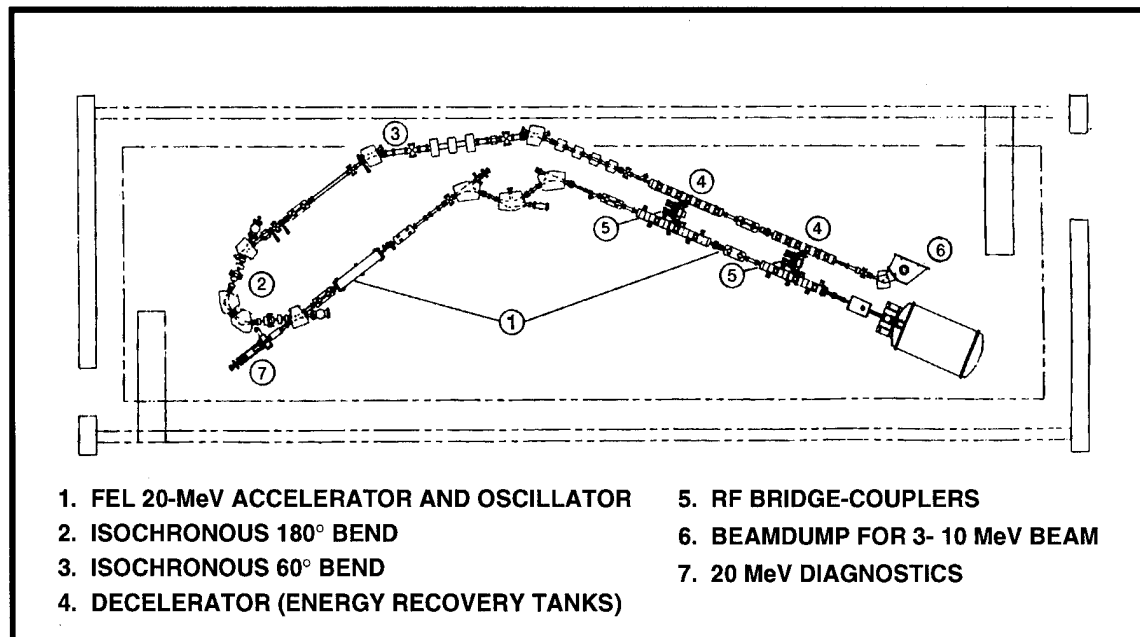 3
4
5
4
6
2
5
1
7
1. FEL 20-MeV ACCELERATOR AND OSCILLATOR
2. ISOCHRONOUS 180° BEND
3. ISOCHRONOUS 60° BEND
4. DECELERATOR (ENERGY RECOVERY TANKS)
5. RF BRIDGE-COUPLERS
6. BEAMDUMP FOR 3- 10 MeV BEAM
7. 20 MeV DIAGNOSTICS